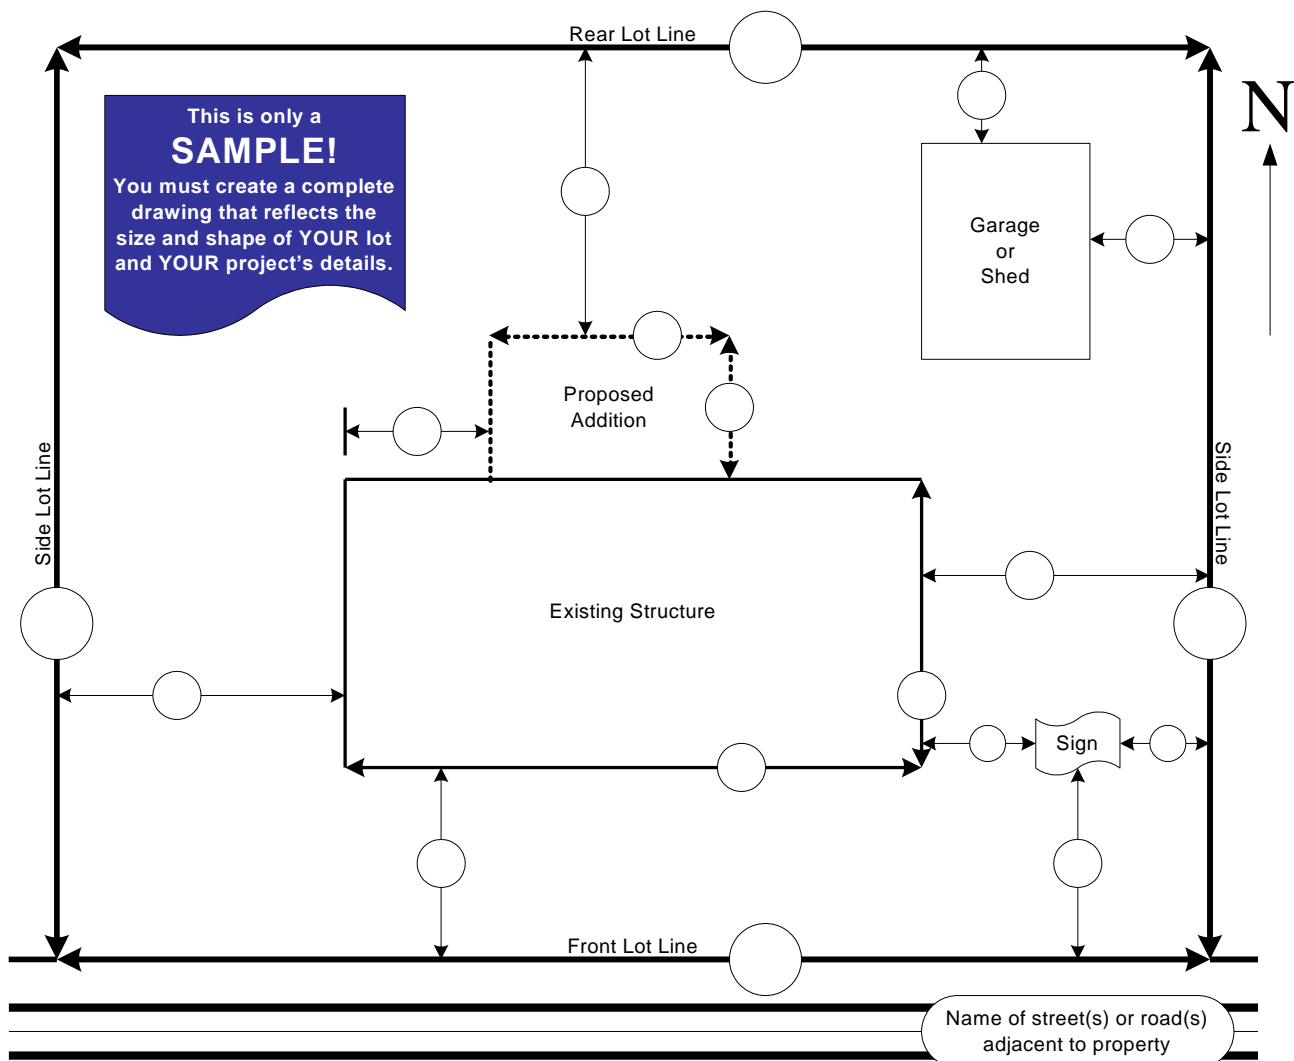 Rear Lot Line
N
This is only a
SAMPLE!
You must create a complete
drawing that reflects the
size and shape of YOUR lot
and YOUR project’s details.
Garage
or
Shed
Proposed
Addition
Side Lot Line
Side Lot Line
Existing Structure
Sign
Front Lot Line
Name of street(s) or road(s)
adjacent to property